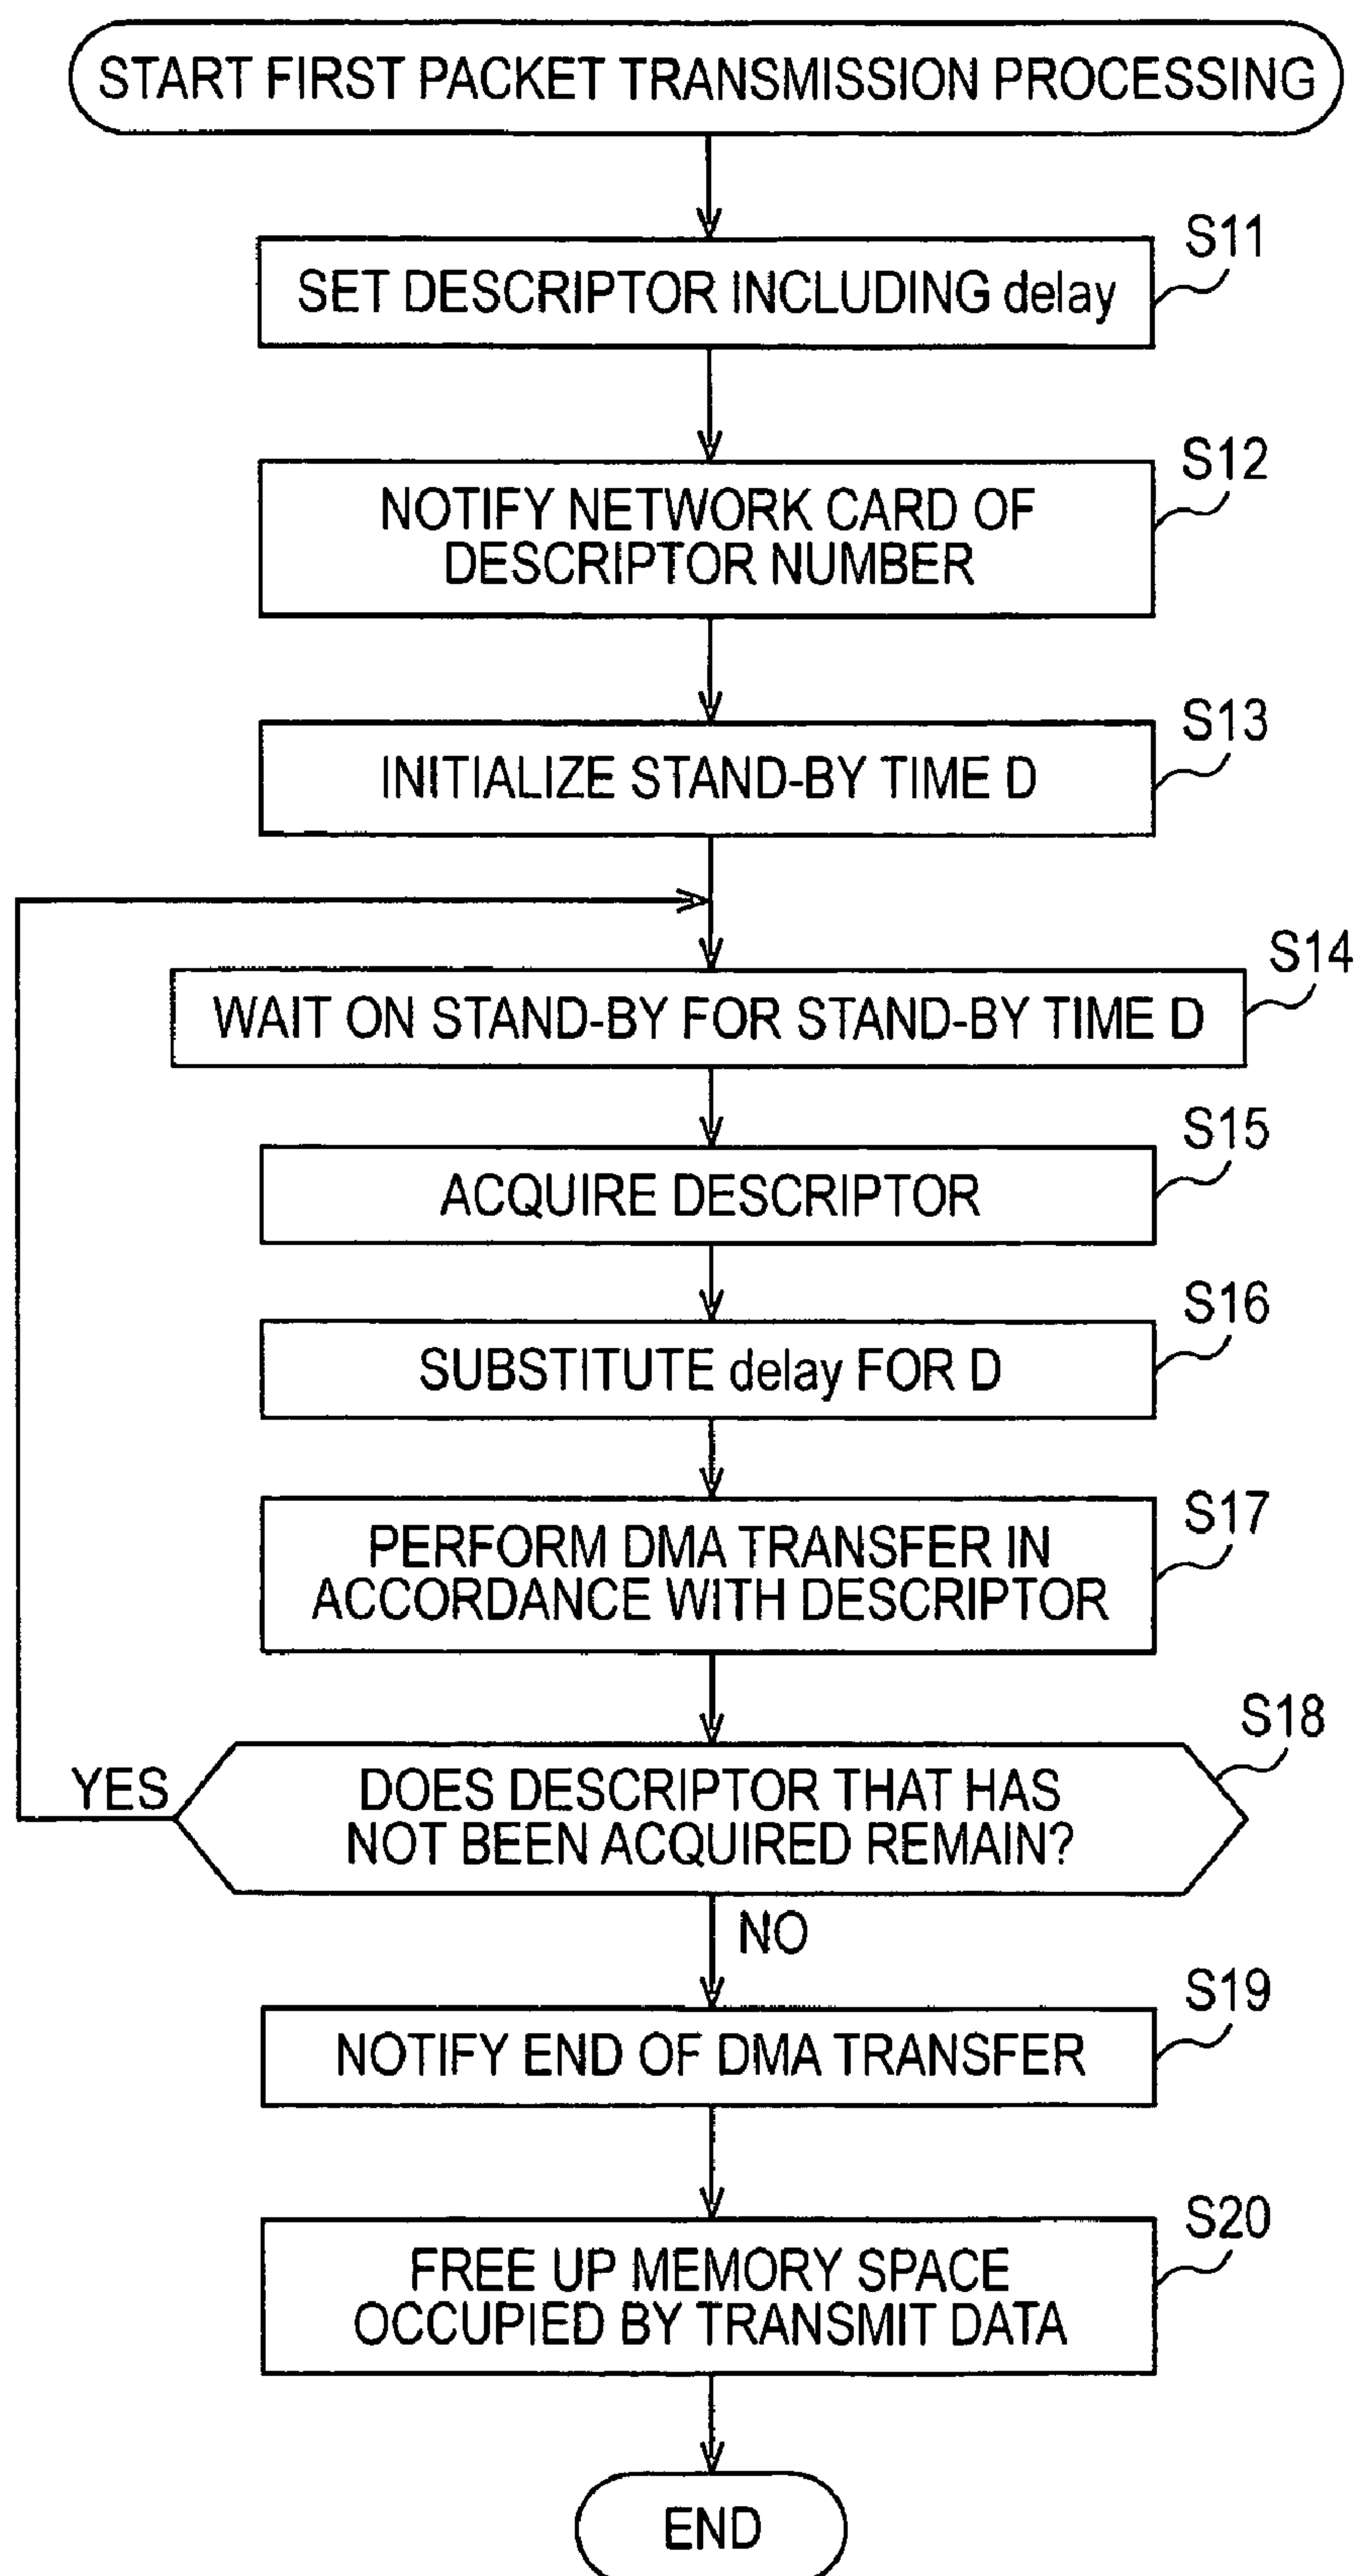 START FIRST PACKET TRANSMISSION PROCESSING
S11
SET DESCRIPTOR INCLUDING delay
S12
NOTIFY NETWORK CARD OF
DESCRIPTOR NUMBER
S13
INITIALIZE STAND-BY TIME D
S14
WAIT ON STAND-BY FOR STAND-BY TIME D
S15
ACQUIRE DESCRIPTOR
S16
SUBSTITUTE delay FOR D
S17
PERFORM DMA TRANSFER IN
ACCORDANCE WITH DESCRIPTOR
S18
YES
DOES DESCRIPTOR THAT HAS
NOT BEEN ACQUIRED REMAIN?
NO
S19
NOTIFY END OF DMA TRANSFER
S20
FREE UP MEMORY SPACE
OCCUPIED BY TRANSMIT DATA
END